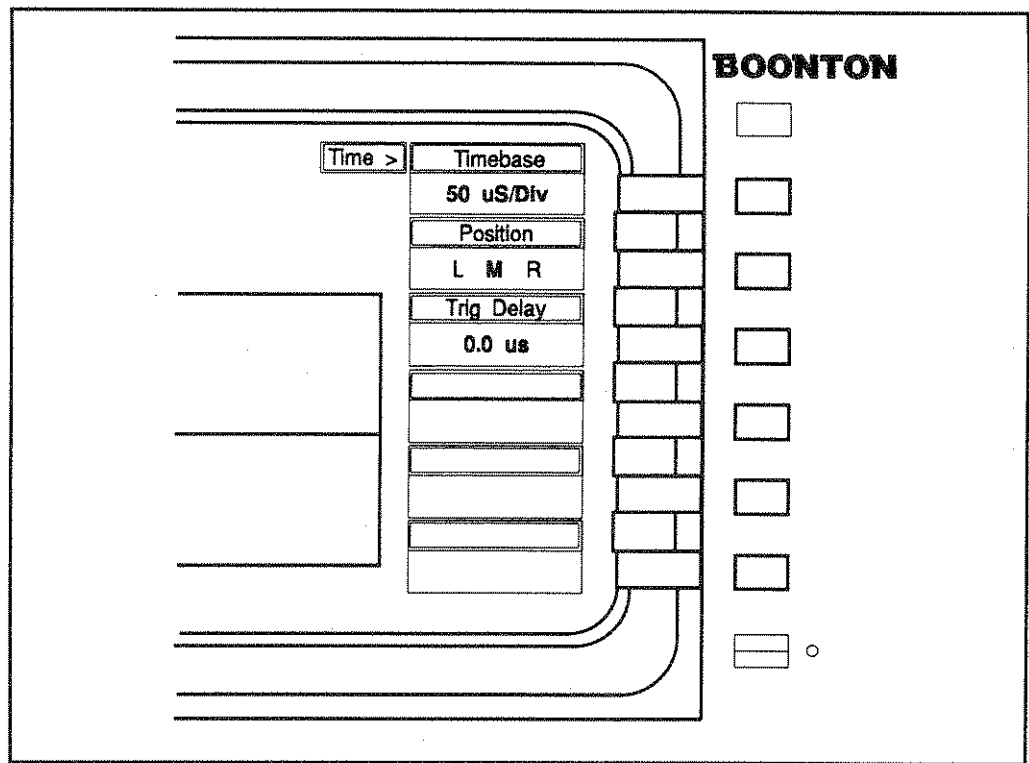 BOONTON
Time > Timebase
50 uS/Div
Position
L M R
Trig Delay
0.0 us